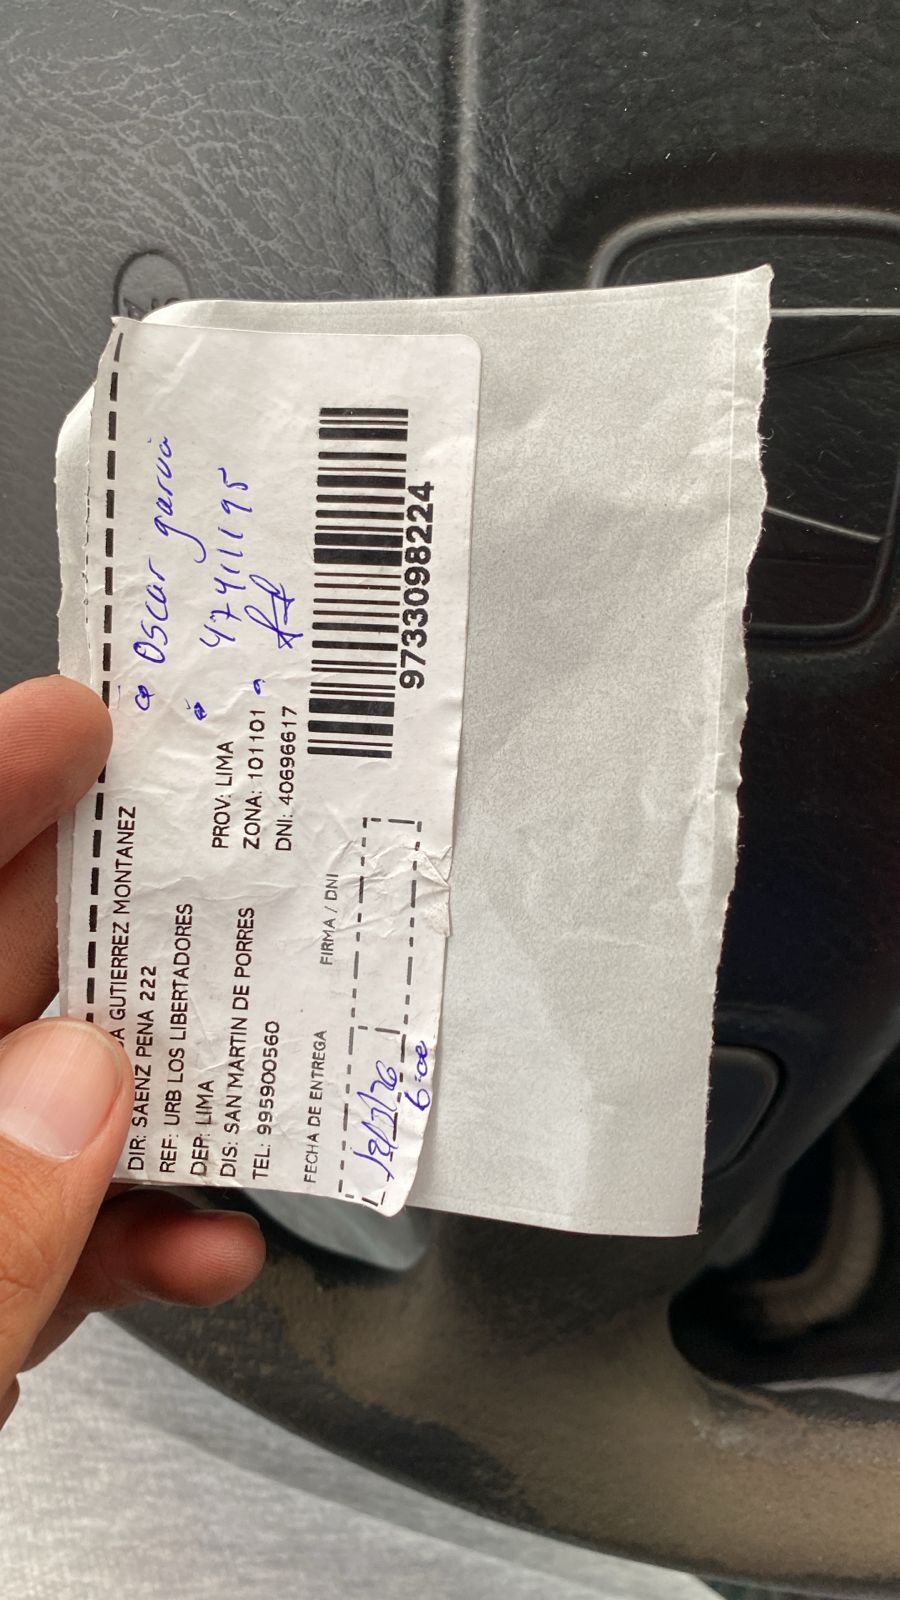 A GUTIERREZ MONTANEZ
DIR: SAENZ PENA 222
REF: URB LOS LIBERTADORES
DEP: LIMA PROV: LIMA
DIS: SAN MARTIN DE PORRES ZONA: 101101
TEL: 995900560 DNI: 40696617
Oscar garcia
47411195
FECHA DE ENTREGA FIRMA / DNI
6:00
9733098224